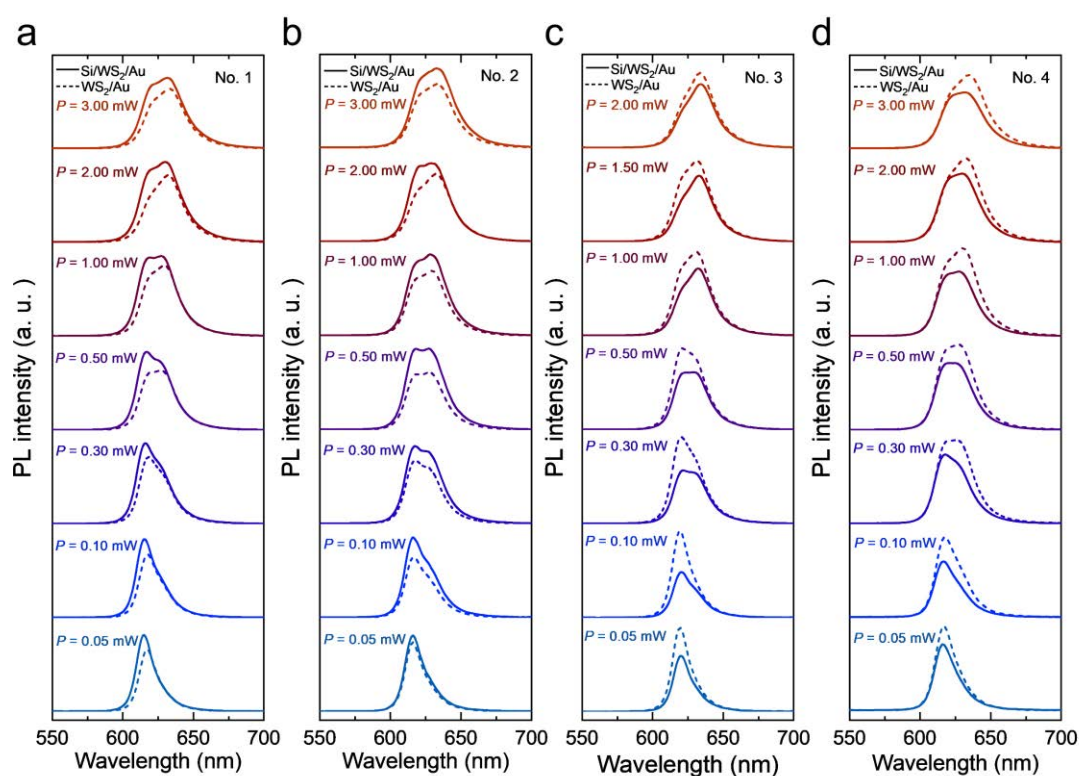 a
PL intensity (a. u.)
Si/WS₂/Au
WS₂/Au
No. 1
P = 3.00 mW
P = 2.00 mW
P = 1.00 mW
P = 0.50 mW
P = 0.30 mW
P = 0.10 mW
P = 0.05 mW
550 600 650 700
Wavelength (nm)
b
PL intensity (a. u.)
Si/WS₂/Au
WS₂/Au
No. 2
P = 3.00 mW
P = 2.00 mW
P = 1.00 mW
P = 0.50 mW
P = 0.30 mW
P = 0.10 mW
P = 0.05 mW
550 600 650 700
Wavelength (nm)
c
PL intensity (a. u.)
Si/WS₂/Au
WS₂/Au
No. 3
P = 2.00 mW
P = 1.50 mW
P = 1.00 mW
P = 0.50 mW
P = 0.30 mW
P = 0.10 mW
P = 0.05 mW
550 600 650 700
Wavelength (nm)
d
PL intensity (a. u.)
Si/WS₂/Au
WS₂/Au
No. 4
P = 3.00 mW
P = 2.00 mW
P = 1.00 mW
P = 0.50 mW
P = 0.30 mW
P = 0.10 mW
P = 0.05 mW
550 600 650 700
Wavelength (nm)